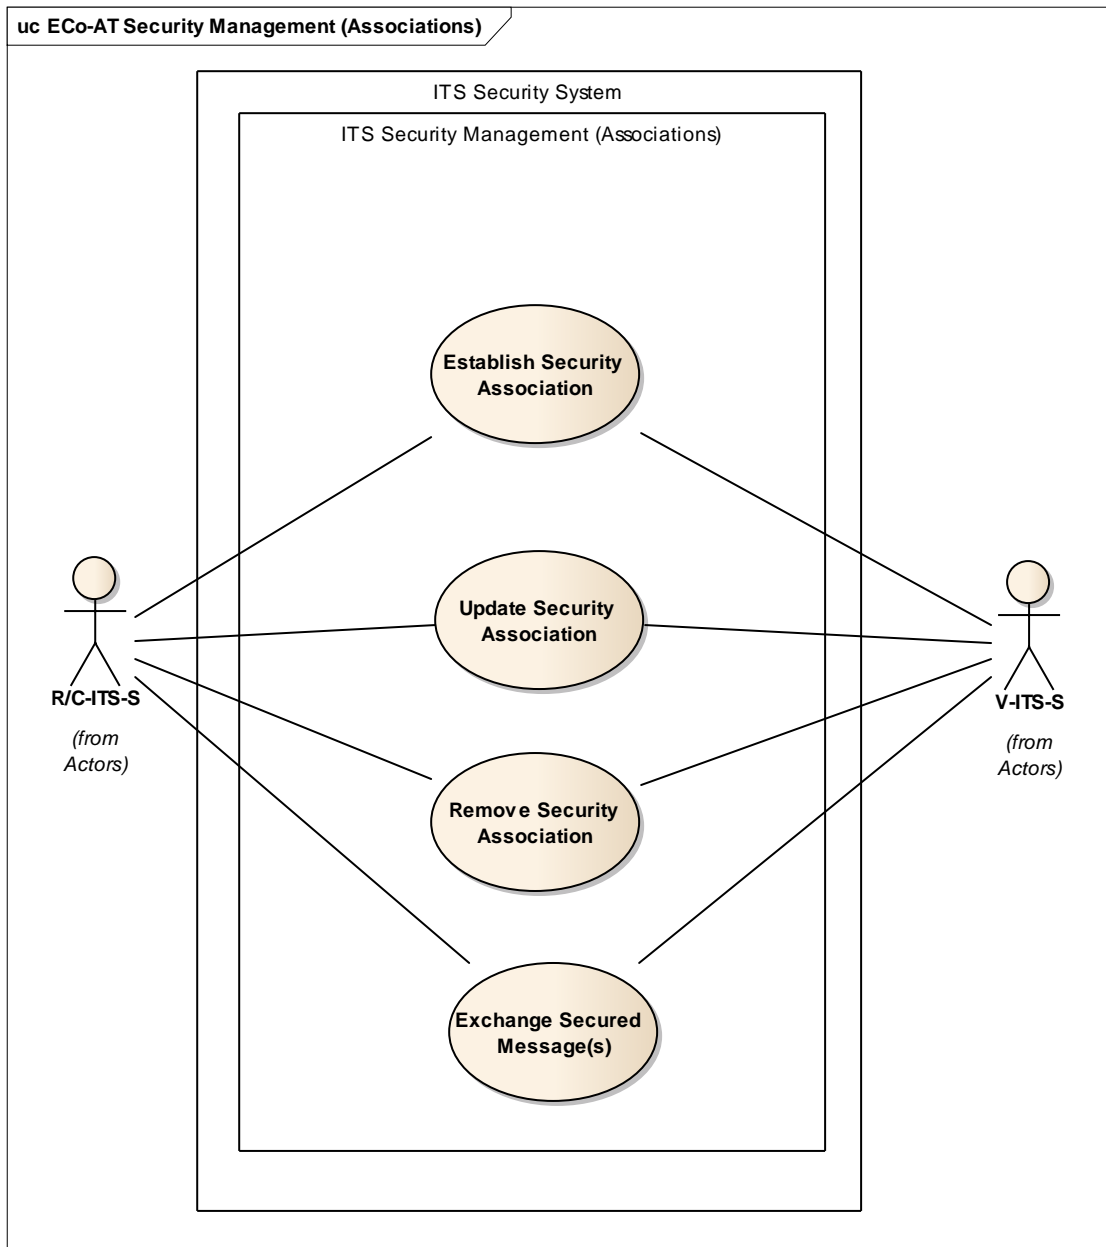 uc ECo-AT Security Management (Associations)
ITS Security System
ITS Security Management (Associations)
Establish Security
Association
Update Security
Association
R/C-ITS-S
(from
Actors)
V-ITS-S
(from
Actors)
Remove Security
Association
Exchange Secured
Message(s)